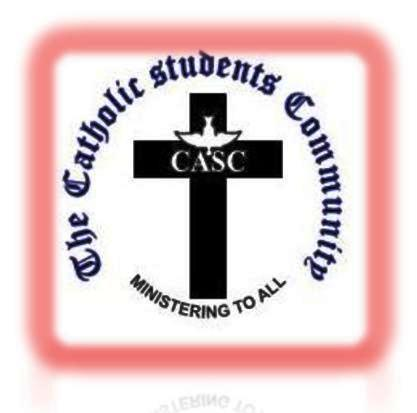 The Catholic students Community
CASC
MINISTERING TO ALL